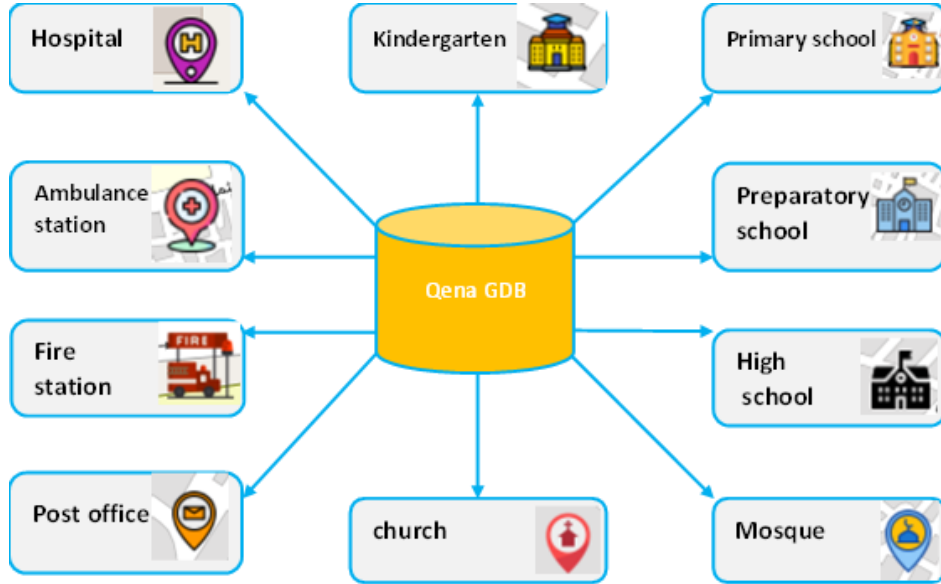 Hospital
Kindergarten
Primary school
Ambulance
station
Preparatory
school
Qena GDB
Fire
station
FIRE
High
school
Post office
church
Mosque